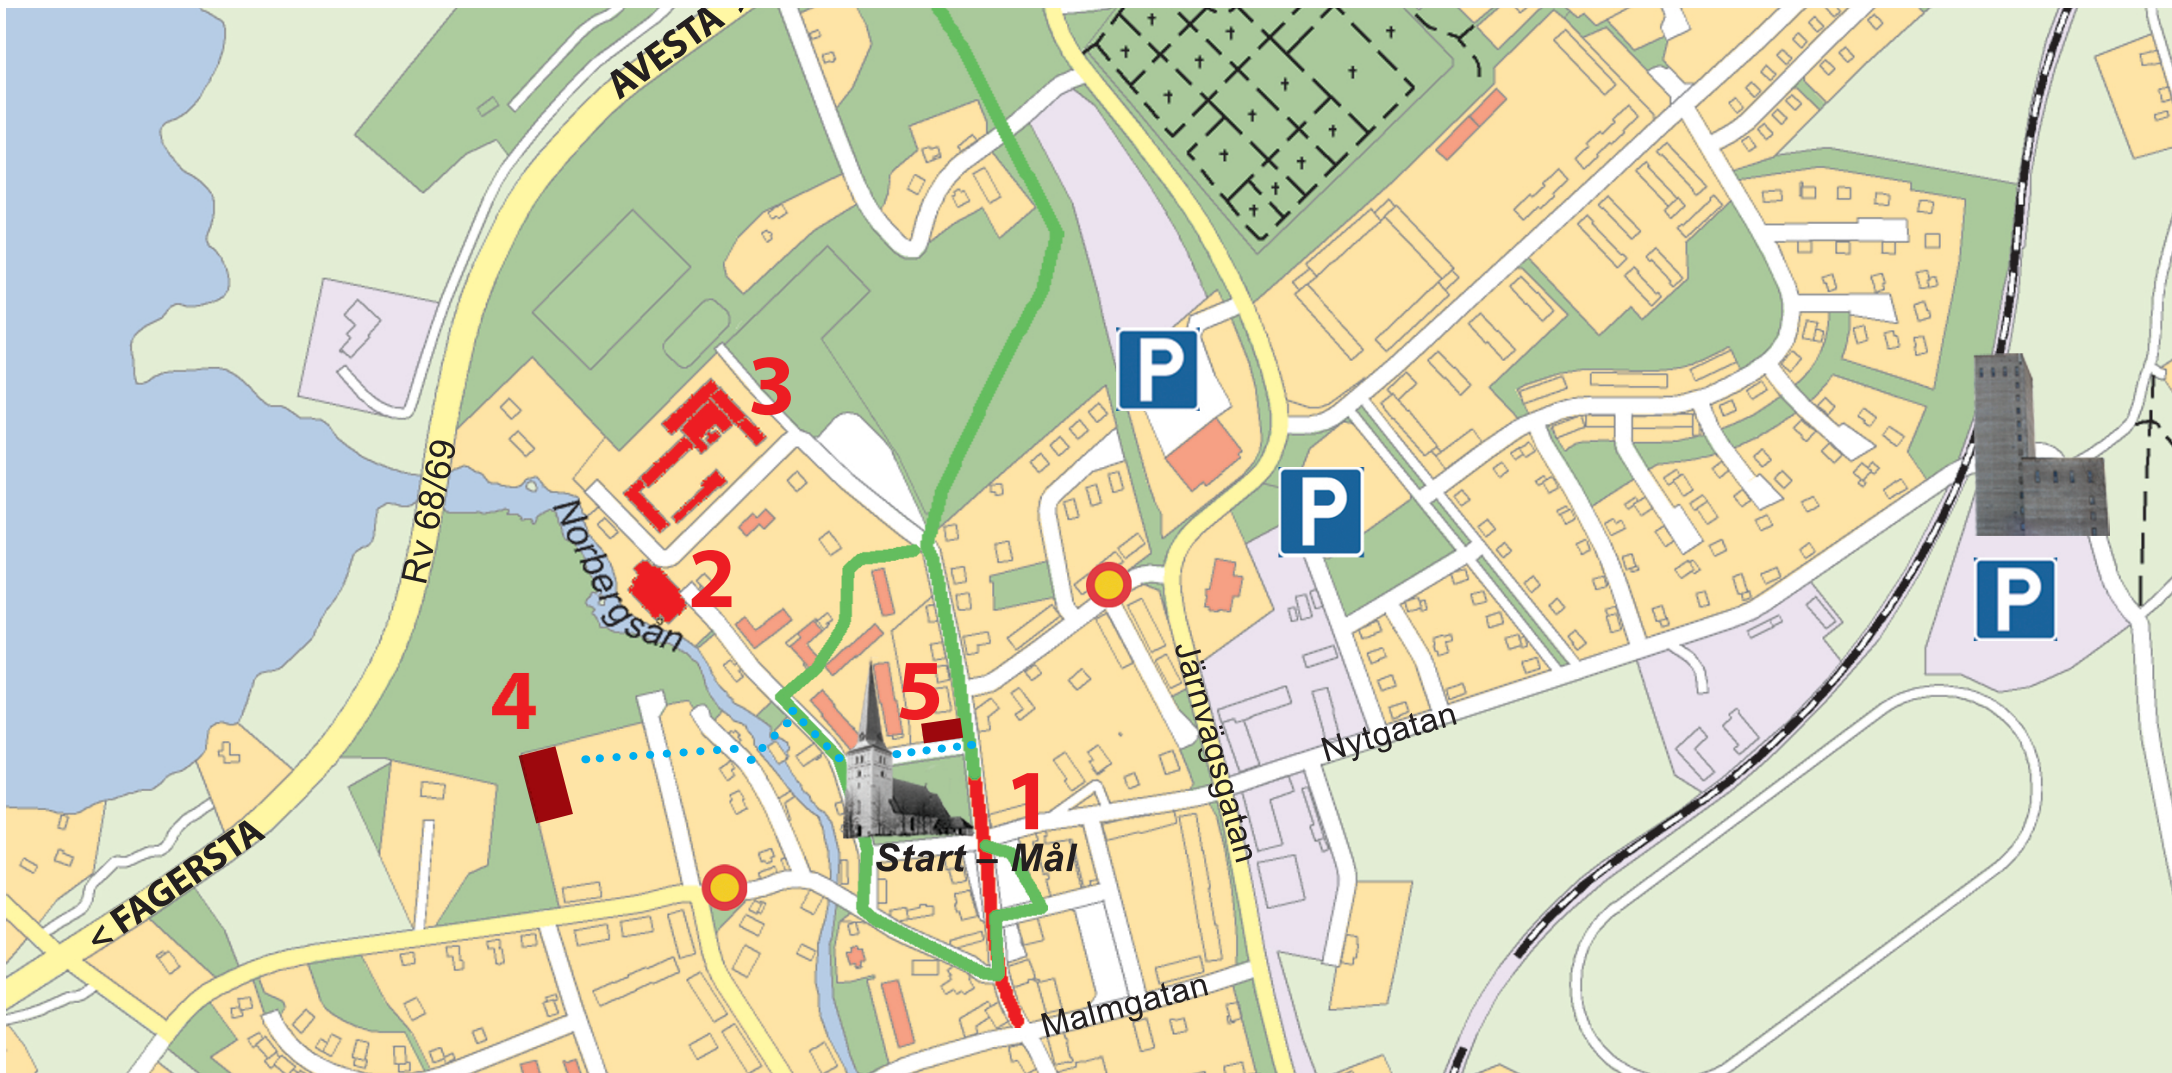 AVESTA >
3
P
Rv 68/69
P
Norbergsån
2
P
5
4
Järnvägsgatan
Nytgatan
1
Start – Mål
< FAGERSTA
Malmgatan